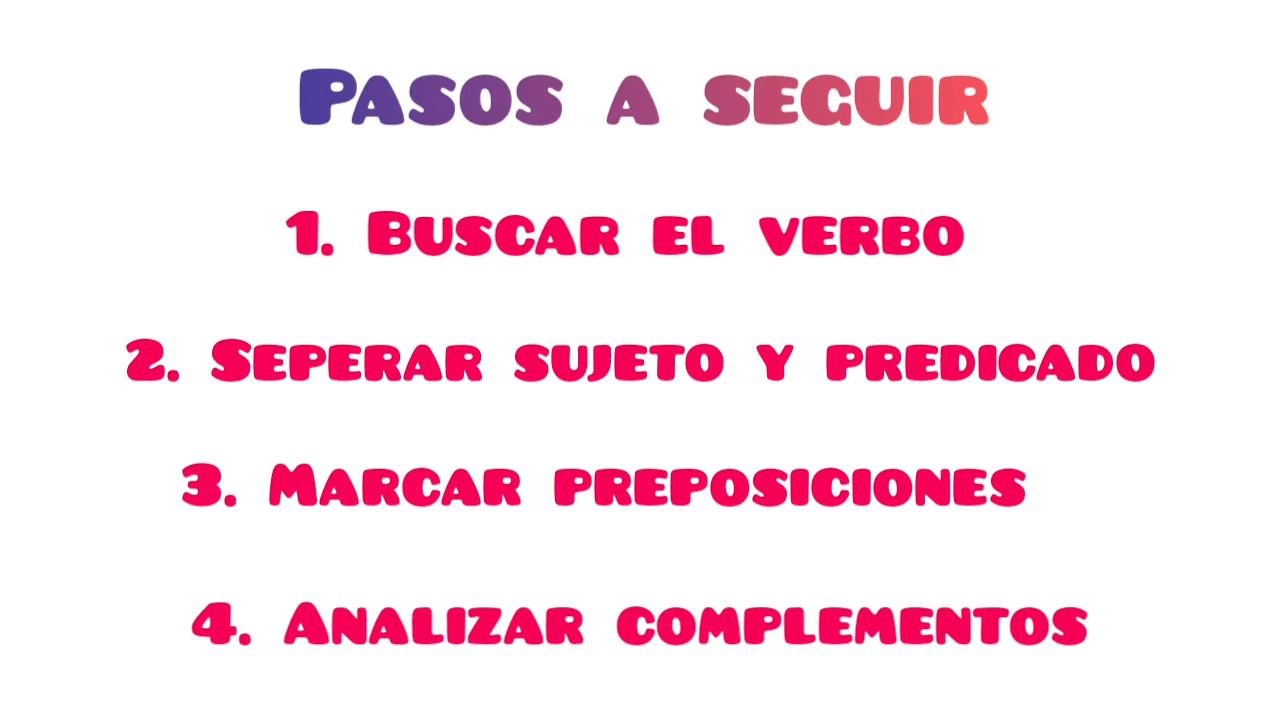 Pasos a seguir
1. Buscar el verbo
2. Seperar sujeto y predicado
3. Marcar preposiciones
4. Analizar complementos